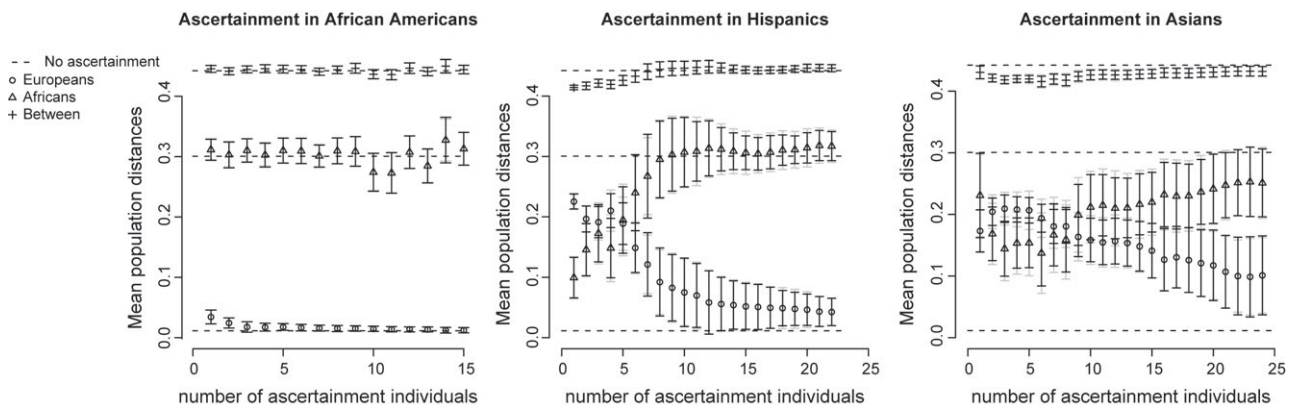 Ascertainment in African Americans
Ascertainment in Hispanics
Ascertainment in Asians
No ascertainment
Europeans
Africans
Between
Mean population distances
0.0
0.1
0.2
0.3
0.4
0 5 10 15
number of ascertainment individuals
Mean population distances
0.0
0.1
0.2
0.3
0.4
0 5 10 15 20 25
number of ascertainment individuals
Mean population distances
0.0
0.1
0.2
0.3
0.4
0 5 10 15 20 25
number of ascertainment individuals